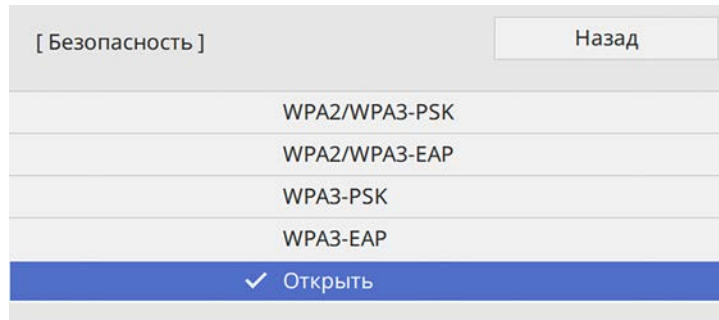 [ Безопасность ]
Назад
WPA2/WPA3-PSK
WPA2/WPA3-EAP
WPA3-PSK
WPA3-EAP
Открыть